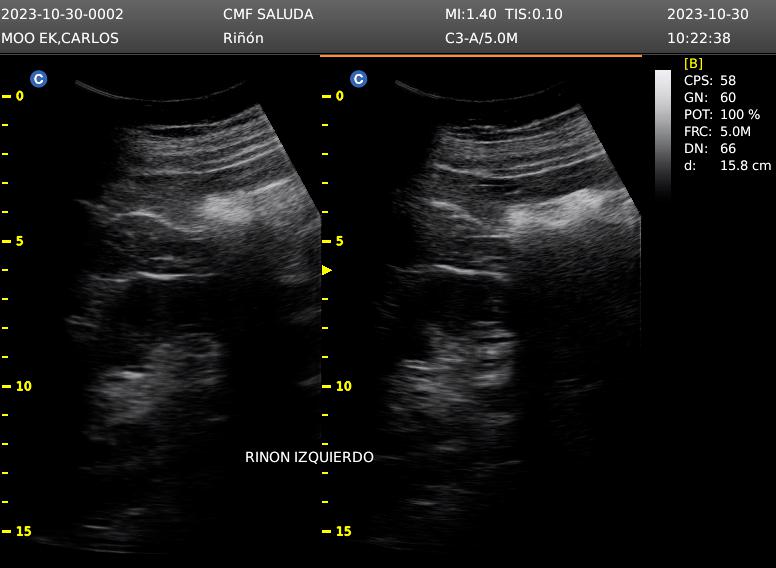 2023-10-30-0002 CMF SALUDA MI:1.40 TIS:0.10 2023-10-30
MOO EK,CARLOS Riñón C3-A/5.0M 10:22:38
[B]
C C CPS: 58
0 0 GN: 60
POT: 100 %
FRC: 5.0M
DN: 66
d: 15.8 cm
5 5
10 10
RINON IZQUIERDO
15 15